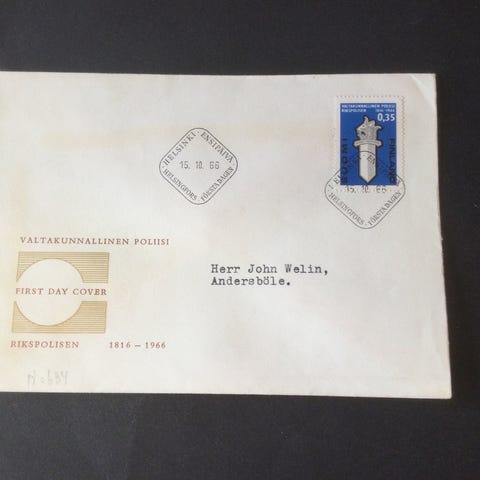 VALTAKUNNALLINEN POLIISI
RIKSPOLISEN 1816-1966
0,35
SUOMI
FINLAND
HELSINKI · ENSIPÄIVÄ
15.10.66
HELSINGFORS · FÖRSTA DAGEN
15.10.66
HELSINGFORS · FÖRSTA DAGEN
VALTAKUNNALLINEN POLIISI
FIRST DAY COVER
RIKSPOLISEN 1816 – 1966
Herr John Welin,
Andersböle.